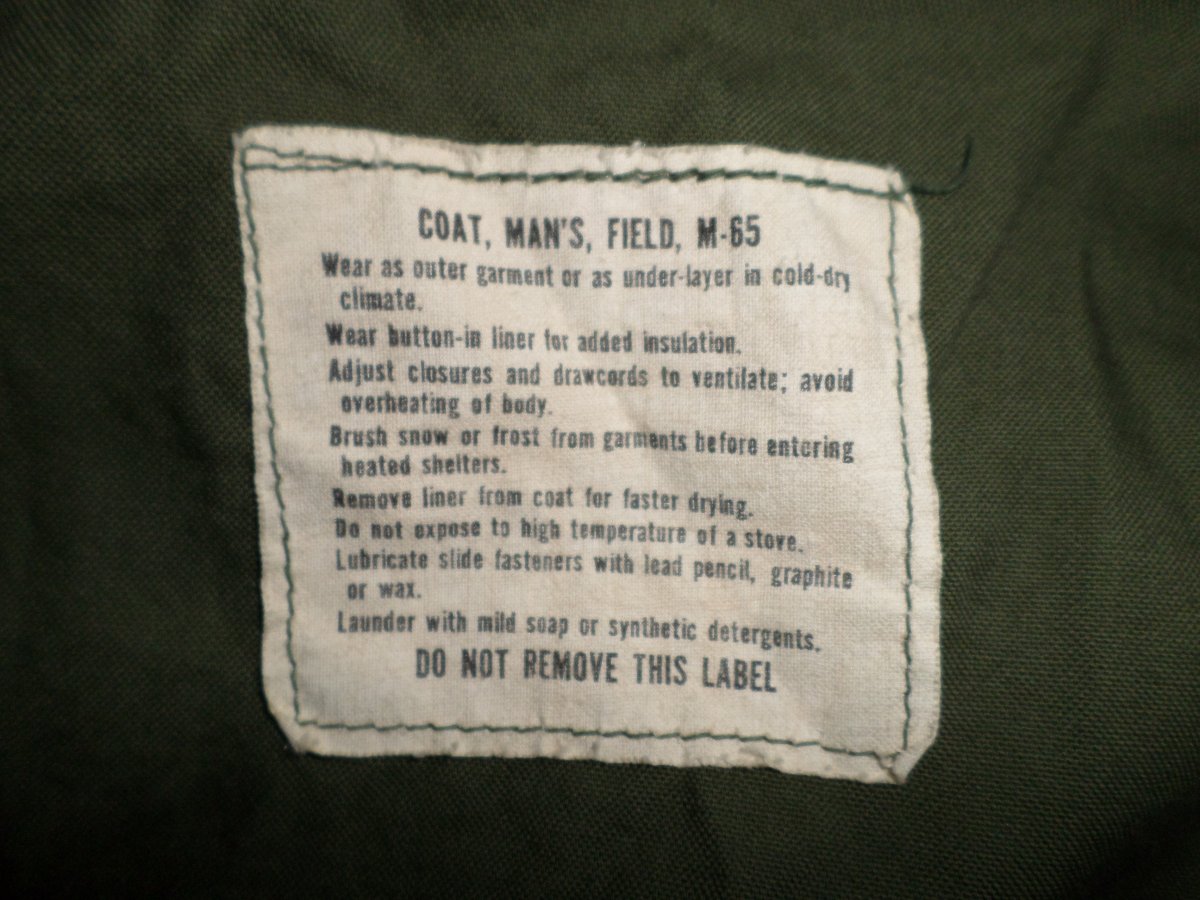 COAT, MAN'S, FIELD, M-65
Wear as outer garment or as under-layer in cold-dry
climate.
Wear button-in liner for added insulation.
Adjust closures and drawcords to ventilate; avoid
overheating of body.
Brush snow or frost from garments before entering
heated shelters.
Remove liner from coat for faster drying.
Do not expose to high temperature of a stove.
Lubricate slide fasteners with lead pencil, graphite
or wax.
Launder with mild soap or synthetic detergents.
DO NOT REMOVE THIS LABEL